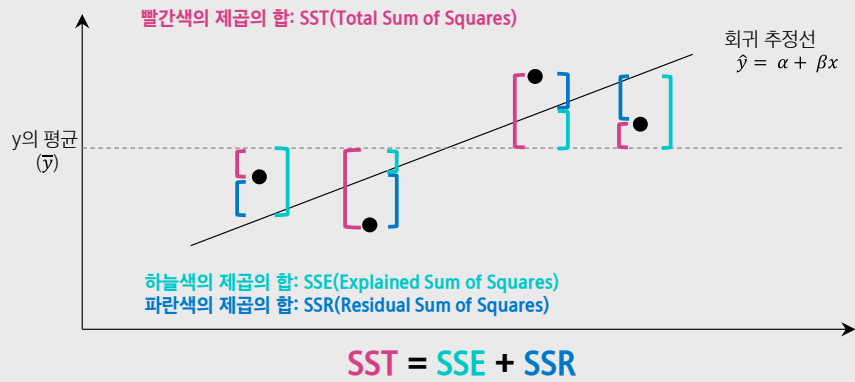 빨간색의 제곱의 합: SST(Total Sum of Squares)
회귀 추정선
ŷ = α + βx
y의 평균
(y̅)
하늘색의 제곱의 합: SSE(Explained Sum of Squares)
파란색의 제곱의 합: SSR(Residual Sum of Squares)
SST = SSE + SSR